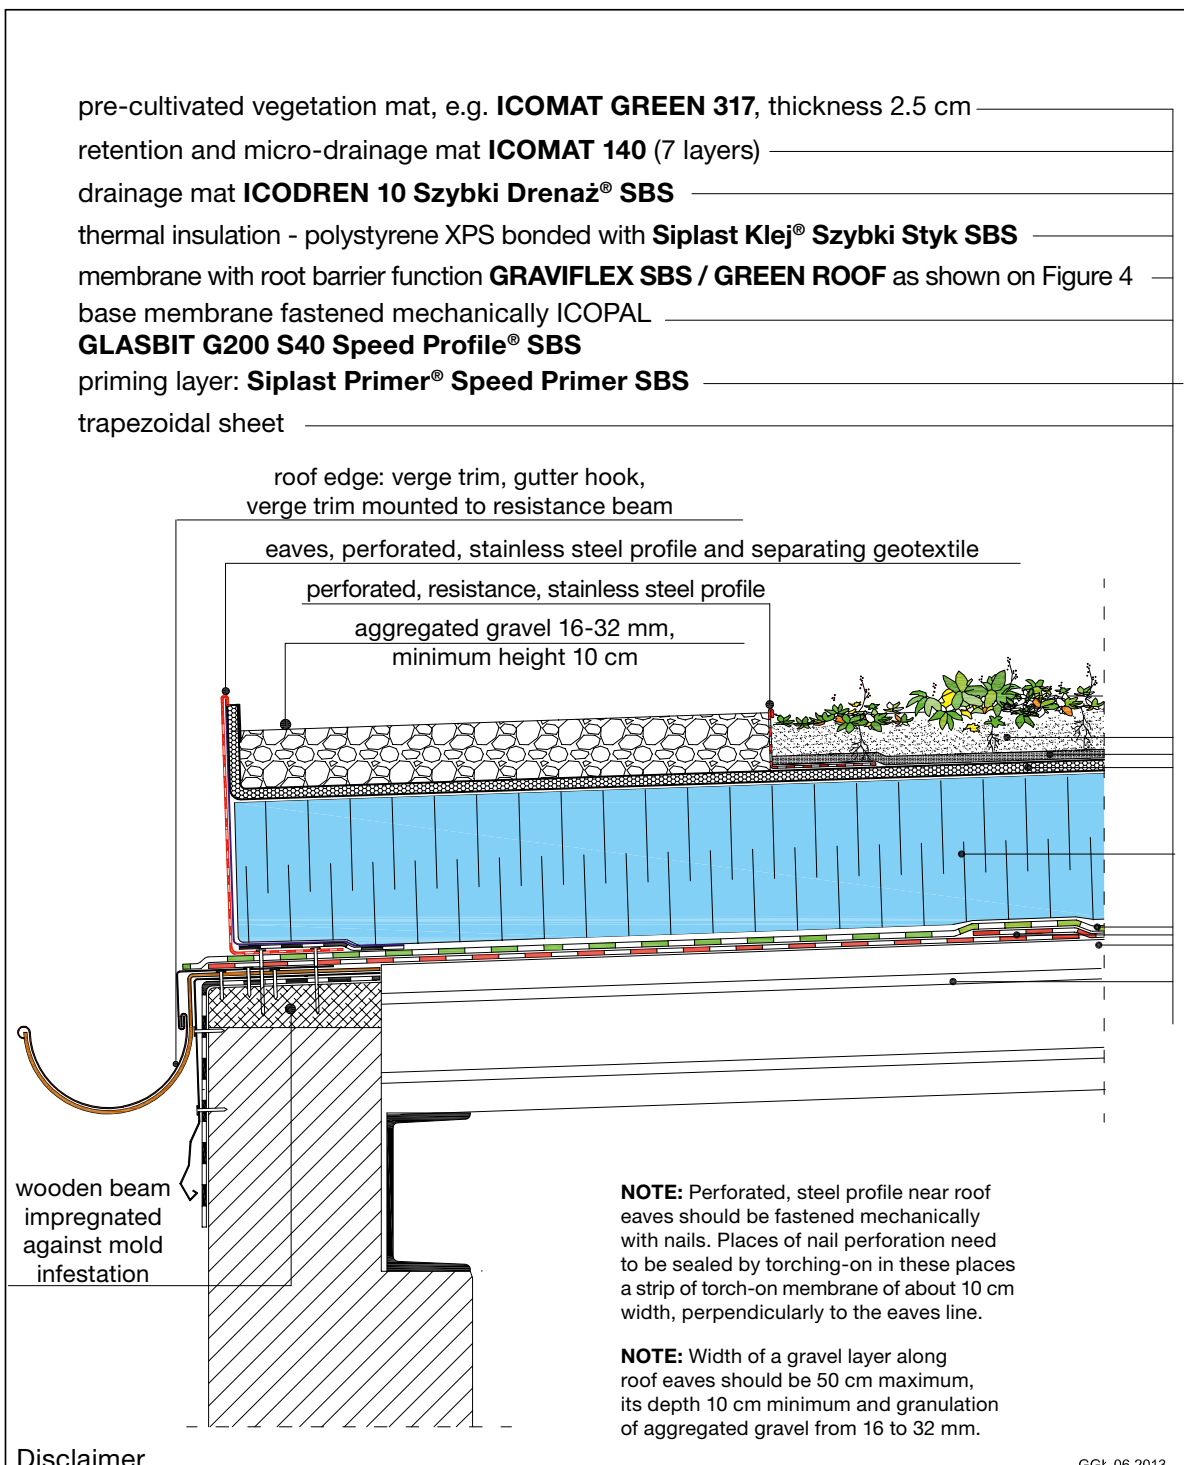 pre-cultivated vegetation mat, e.g. ICOMAT GREEN 317, thickness 2.5 cm
retention and micro-drainage mat ICOMAT 140 (7 layers)
drainage mat ICODREN 10 Szybki Drenaż® SBS
thermal insulation - polystyrene XPS bonded with Siplast Klej® Szybki Styk SBS
membrane with root barrier function GRAVIFLEX SBS / GREEN ROOF as shown on Figure 4
base membrane fastened mechanically ICOPAL
GLASBIT G200 S40 Speed Profile® SBS
priming layer: Siplast Primer® Speed Primer SBS
trapezoidal sheet
roof edge: verge trim, gutter hook,
verge trim mounted to resistance beam
eaves, perforated, stainless steel profile and separating geotextile
perforated, resistance, stainless steel profile
aggregated gravel 16-32 mm,
minimum height 10 cm
wooden beam
impregnated
against mold
infestation
NOTE: Perforated, steel profile near roof
eaves should be fastened mechanically
with nails. Places of nail perforation need
to be sealed by torching-on in these places
a strip of torch-on membrane of about 10 cm
width, perpendicularly to the eaves line.
NOTE: Width of a gravel layer along
roof eaves should be 50 cm maximum,
its depth 10 cm minimum and granulation
of aggregated gravel from 16 to 32 mm.
Disclaimer
06.2013